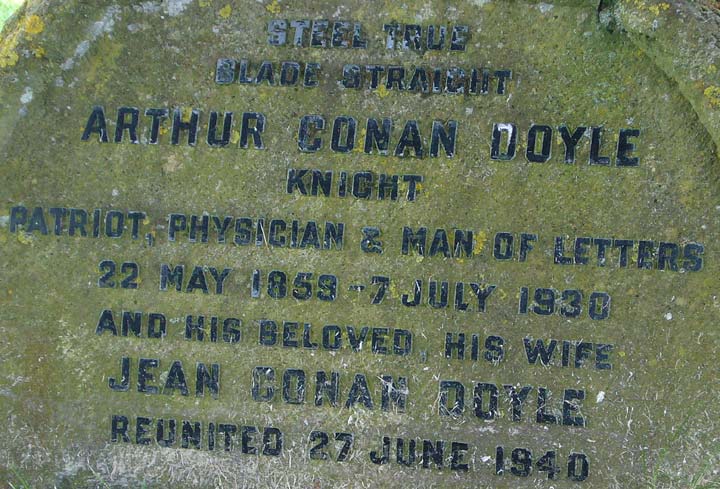 STEEL TRUE
BLADE STRAIGHT
ARTHUR CONAN DOYLE
KNIGHT
PATRIOT, PHYSICIAN & MAN OF LETTERS
22 MAY 1859 - 7 JULY 1930
AND HIS BELOVED, HIS WIFE
JEAN CONAN DOYLE
REUNITED 27 JUNE 1940